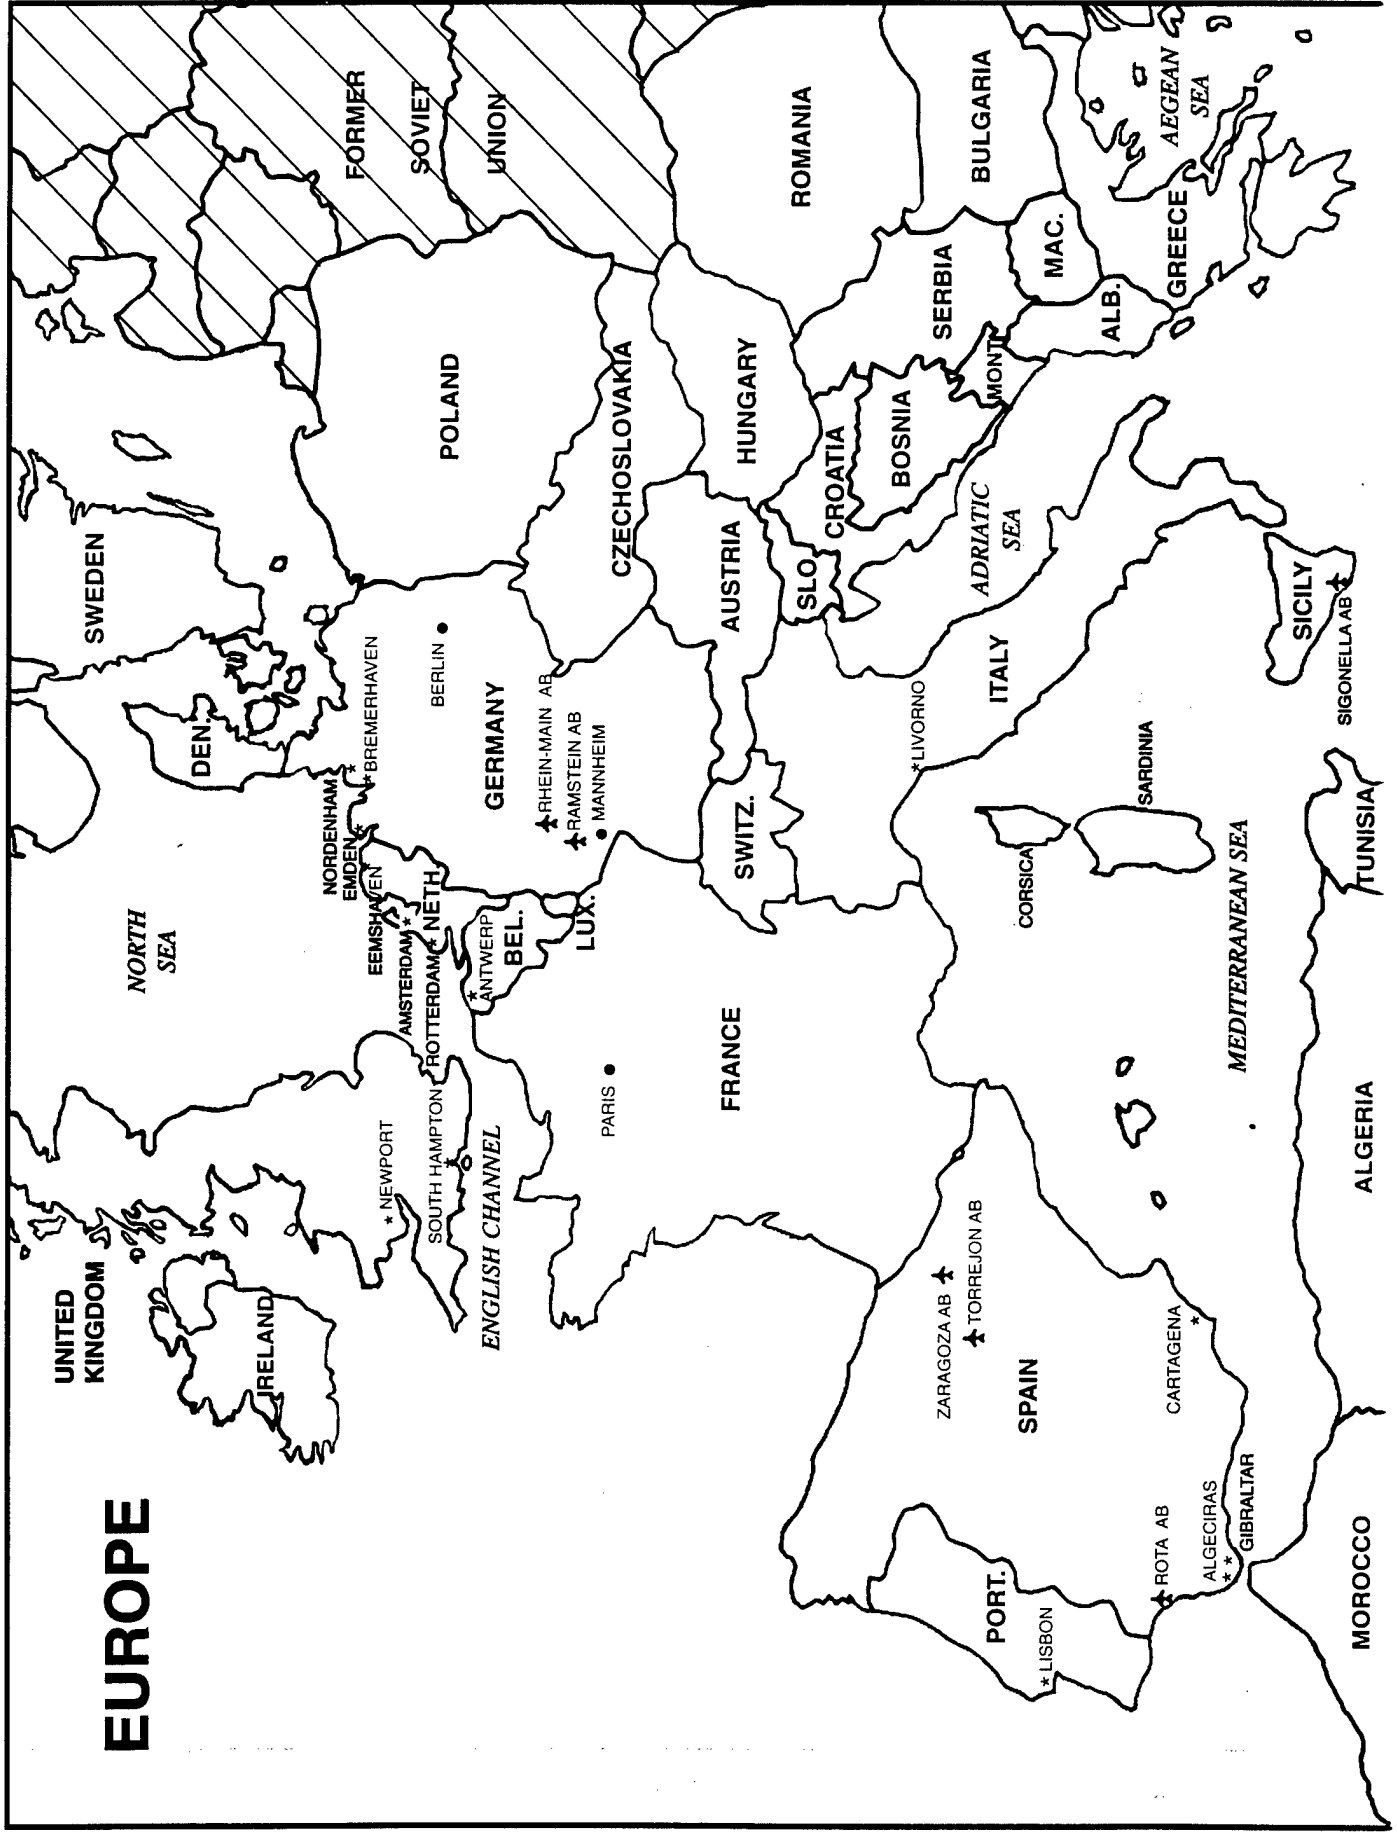 EUROPE
UNITED
KINGDOM
IRELAND
NORTH
SEA
SWEDEN
DEN.
* NEWPORT
SOUTH HAMPTON
ENGLISH CHANNEL
NORDENHAM
EMDEN
EEMSHAVEN
AMSTERDAM
ROTTERDAM
NETH.
ANTWERP
BEL.
LUX.
* BREMERHAVEN
BERLIN
GERMANY
RHEIN-MAIN AB
RAMSTEIN AB
MANNHEIM
POLAND
FORMER
SOVIET
UNION
CZECHOSLOVAKIA
PARIS
FRANCE
SWITZ.
AUSTRIA
HUNGARY
ROMANIA
SLO.
CROATIA
BOSNIA
SERBIA
BULGARIA
MONT.
MAC.
ALB.
GREECE
AEGEAN
SEA
ADRIATIC
SEA
* LIVORNO
ITALY
CORSICA
SARDINIA
SICILY
SIGONELLA AB
MEDITERRANEAN SEA
ZARAGOZA AB
TORREJON AB
SPAIN
CARTAGENA
PORT.
* LISBON
ROTA AB
ALGECIRAS
GIBRALTAR
MOROCCO
ALGERIA
TUNISIA